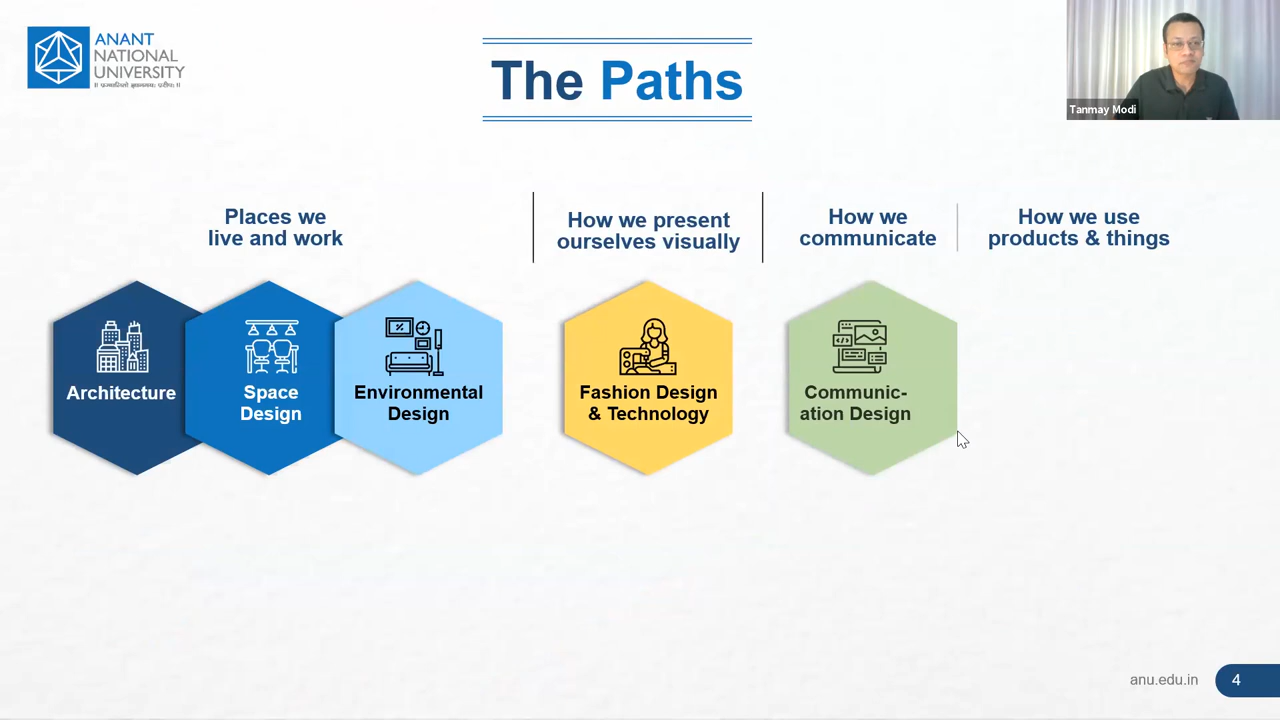 ANANT
NATIONAL
UNIVERSITY
The Paths
Tanmay Modi
Places we
live and work
How we present
ourselves visually
How we
communicate
How we use
products & things
Architecture
Space
Design
Environmental
Design
Fashion Design
& Technology
Communic-
ation Design
anu.edu.in
4